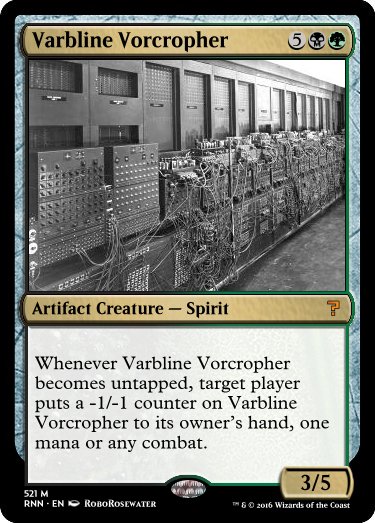 Varbline Vorcropher 5
Artifact Creature — Spirit ?
Whenever Varbline Vorcropher
becomes untapped, target player
puts a -1/-1 counter on Varbline
Vorcropher to its owner's hand, one
mana or any combat.
3/5
521 M
RNN • EN RoboRosewater
™ & © 2016 Wizards of the Coast